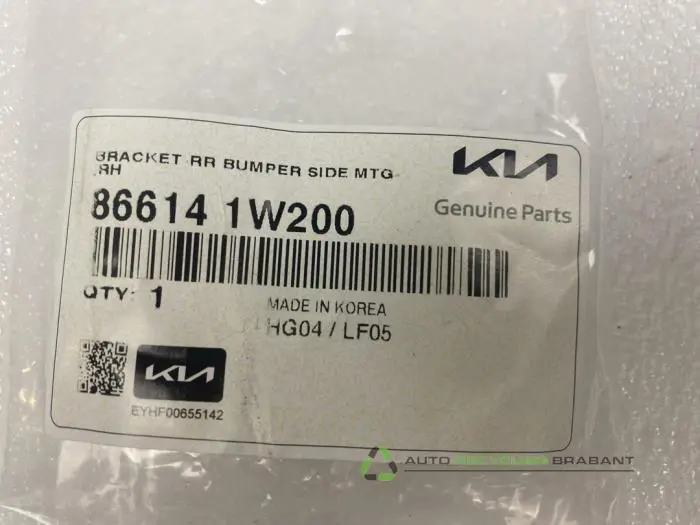 BRACKET-RR BUMPER SIDE MTG
,RH
KIA
86614 1W200
Genuine Parts
QTY: 1
MADE IN KOREA
HG04 / LF05
KIA
EYHF00655142
AUTO RECYCLING BRABANT